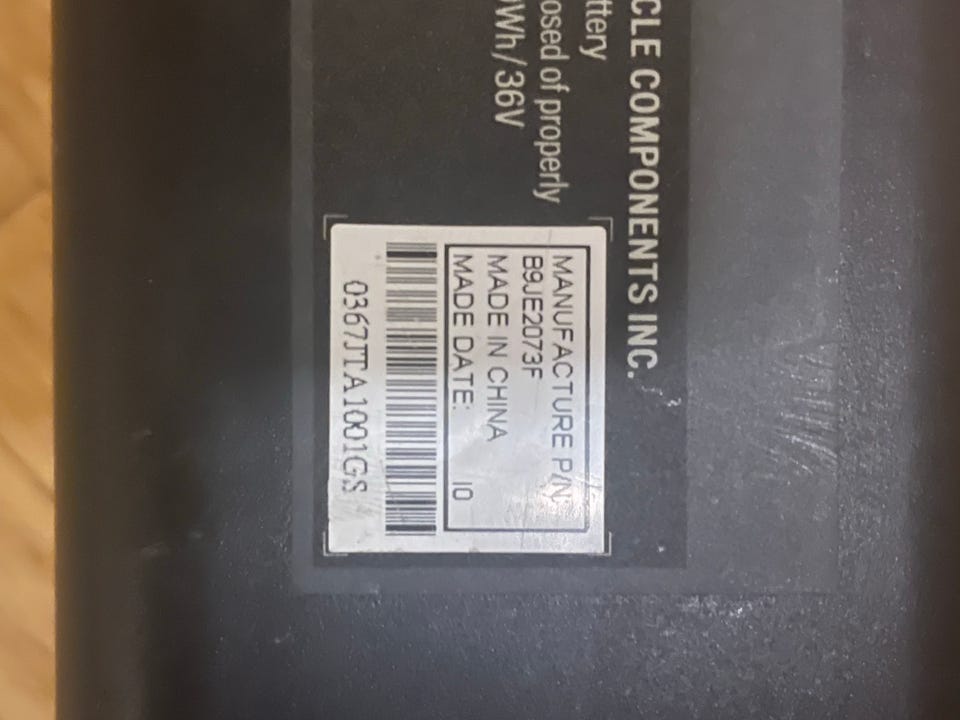 CLE COMPONENTS INC.
ttery
osed of properly
Wh/36V
MANUFACTURE P/N:
B9JE2073F
MADE IN CHINA
MADE DATE: 10
0367JTA1001GS